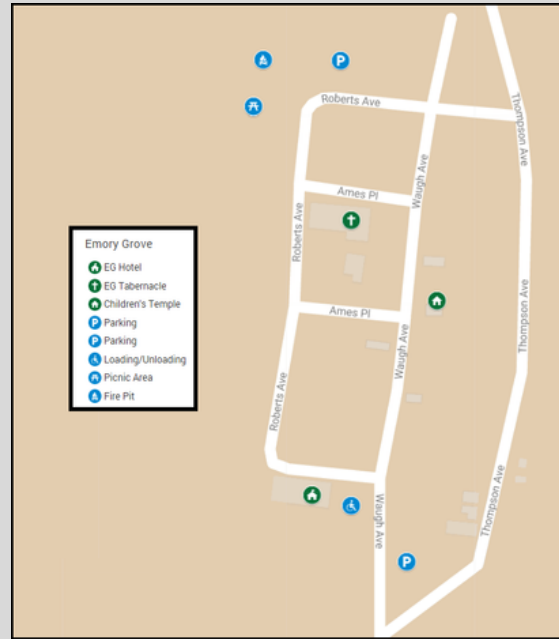 Roberts Ave
Thompson Ave
Ames Pl
Waugh Ave
Roberts Ave
Emory Grove
EG Hotel
EG Tabernacle
Children's Temple
P Parking
P Parking
Loading/Unloading
Picnic Area
Fire Pit
P
Ames Pl
Thompson Ave
Waugh Ave
Roberts Ave
Thompson Ave
Waugh Ave
P